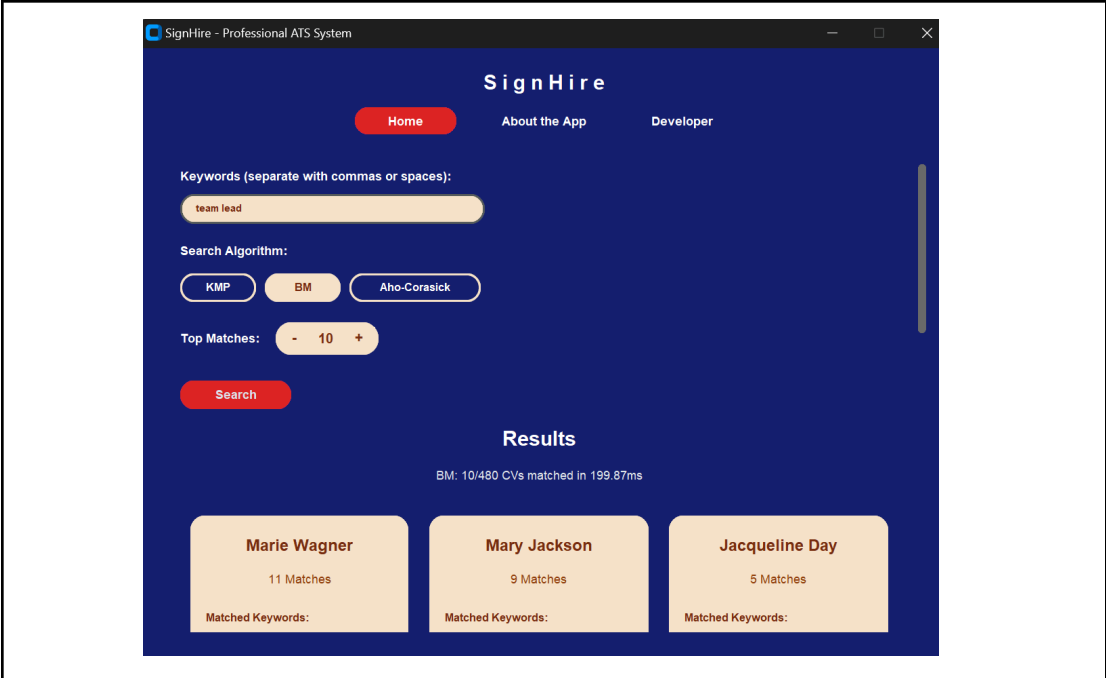 SignHire - Professional ATS System
SignHire
Home About the App Developer
Keywords (separate with commas or spaces):
team lead
Search Algorithm:
KMP BM Aho-Corasick
Top Matches: - 10 +
Search
Results
BM: 10/480 CVs matched in 199.87ms
Marie Wagner Mary Jackson Jacqueline Day
11 Matches 9 Matches 5 Matches
Matched Keywords: Matched Keywords: Matched Keywords: